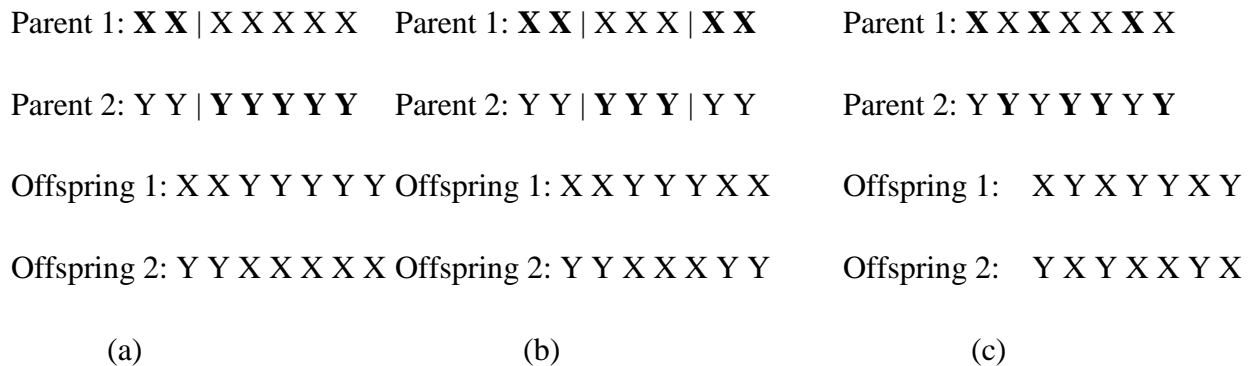 Parent 1: X X | X X X X X Parent 1: X X | X X X | X X Parent 1: X X X X X X X
Parent 2: Y Y | Y Y Y Y Y Parent 2: Y Y | Y Y Y | Y Y Parent 2: Y Y Y Y Y Y Y
Offspring 1: X X Y Y Y Y Y Offspring 1: X X Y Y Y X X Offspring 1: X Y X Y Y X Y
Offspring 2: Y Y X X X X X Offspring 2: Y Y X X X Y Y Offspring 2: Y X Y X X Y X
(a) (b) (c)